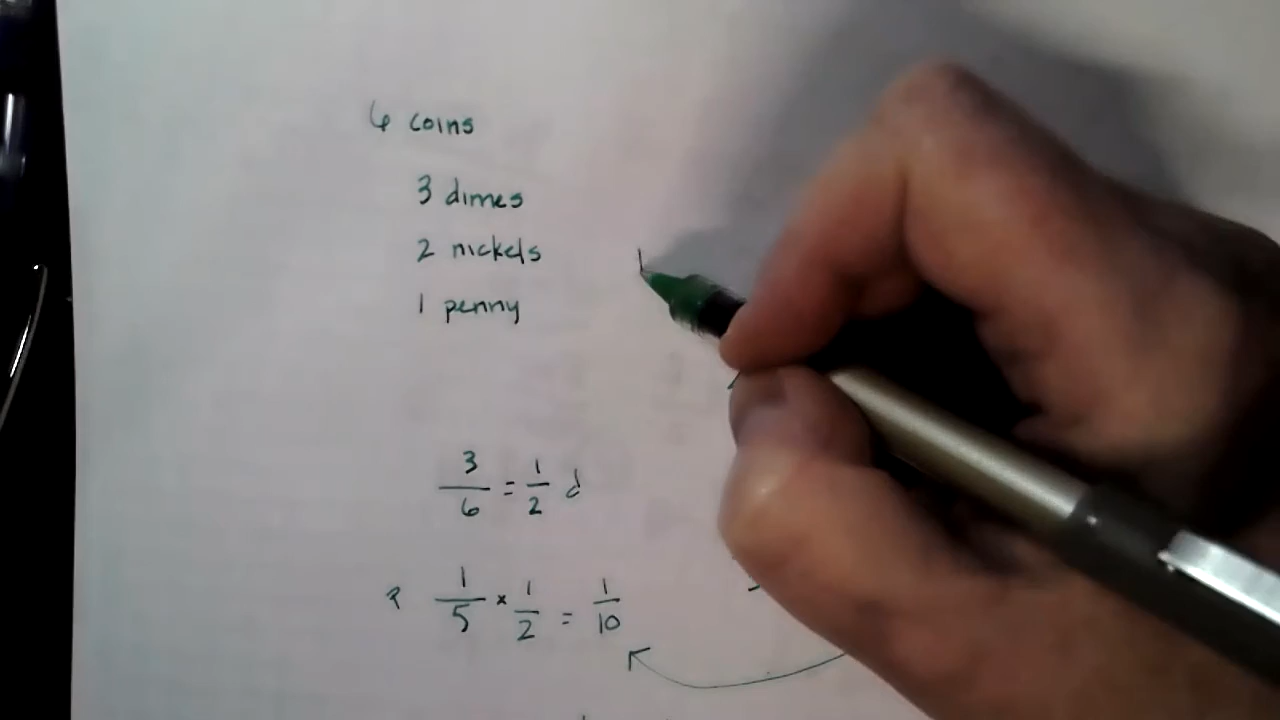 6 coins
3 dimes
2 nickels
1 penny
3/6 = 1/2 d
P 1/5 × 1/2 = 1/10